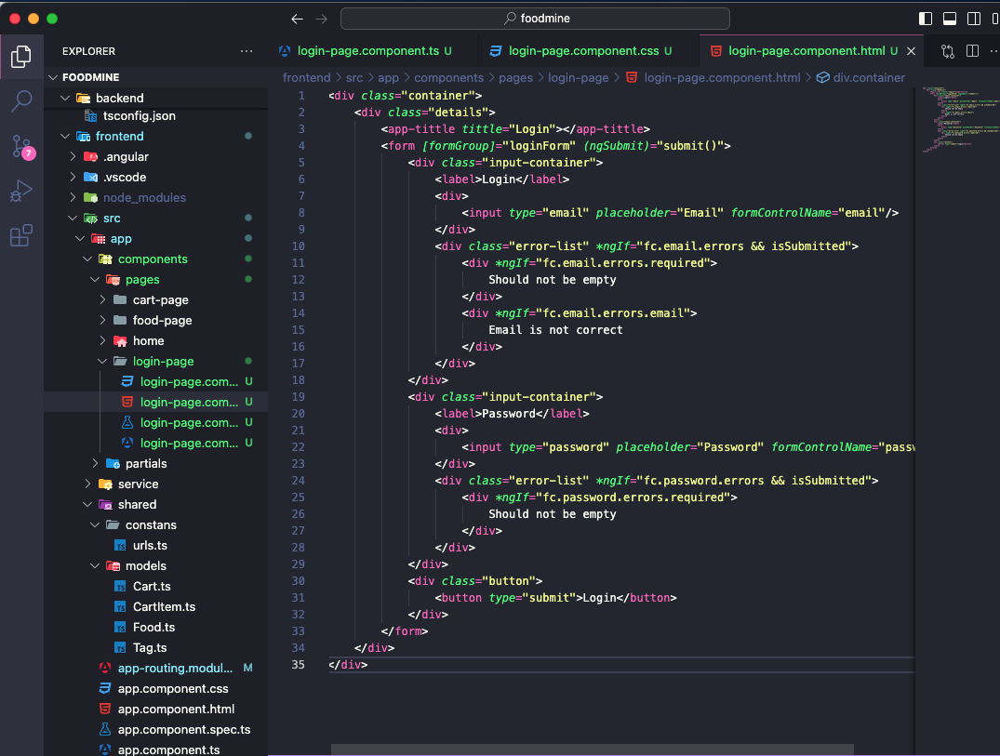 foodmine
EXPLORER
login-page.component.ts U
login-page.component.css U
login-page.component.html U
FOODMINE
frontend > src > app > components > pages > login-page > login-page.component.html > div.container
backend
tsconfig.json
frontend
.angular
.vscode
node_modules
src
app
components
pages
cart-page
food-page
home
login-page
login-page.com... U
login-page.com... U
login-page.com... U
login-page.com... U
partials
service
shared
constans
urls.ts
models
Cart.ts
CartItem.ts
Food.ts
Tag.ts
app-routing.modul... M
app.component.css
app.component.html
app.component.spec.ts
app.component.ts
7
1 <div class="container">
2 <div class="details">
3 <app-tittle tittle="Login"></app-tittle>
4 <form [formGroup]="loginForm" (ngSubmit)="submit()">
5 <div class="input-container">
6 <label>Login</label>
7 <div>
8 <input type="email" placeholder="Email" formControlName="email"/>
9 </div>
10 <div class="error-list" *ngIf="fc.email.errors && isSubmitted">
11 <div *ngIf="fc.email.errors.required">
12 Should not be empty
13 </div>
14 <div *ngIf="fc.email.errors.email">
15 Email is not correct
16 </div>
17 </div>
18 </div>
19 <div class="input-container">
20 <label>Password</label>
21 <div>
22 <input type="password" placeholder="Password" formControlName="passw
23 </div>
24 <div class="error-list" *ngIf="fc.password.errors && isSubmitted">
25 <div *ngIf="fc.password.errors.required">
26 Should not be empty
27 </div>
28 </div>
29 </div>
30 <div class="button">
31 <button type="submit">Login</button>
32 </div>
33 </form>
34 </div>
35 </div>